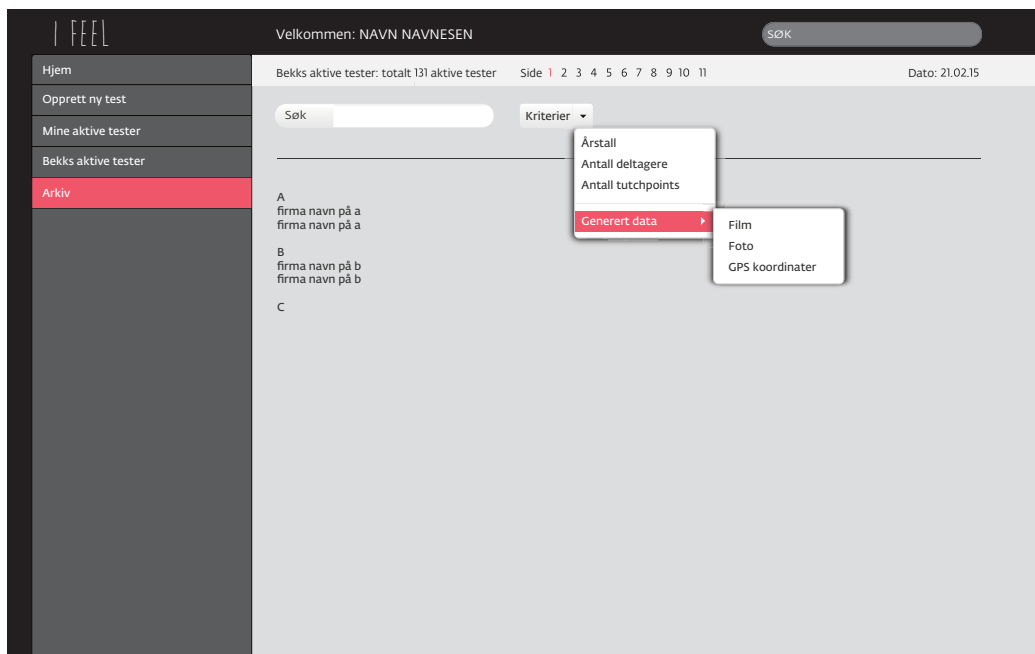 I FEEL
Velkommen: NAVN NAVNESEN
SØK
Hjem
Opprett ny test
Mine aktive tester
Bekks aktive tester
Arkiv
Bekks aktive tester: totalt 131 aktive tester Side 1 2 3 4 5 6 7 8 9 10 11 Dato: 21.02.15
Søk
Kriterier
Årstall
Antall deltagere
Antall tutchpoints
Generert data
Film
Foto
GPS koordinater
A
firma navn på a
firma navn på a
B
firma navn på b
firma navn på b
C